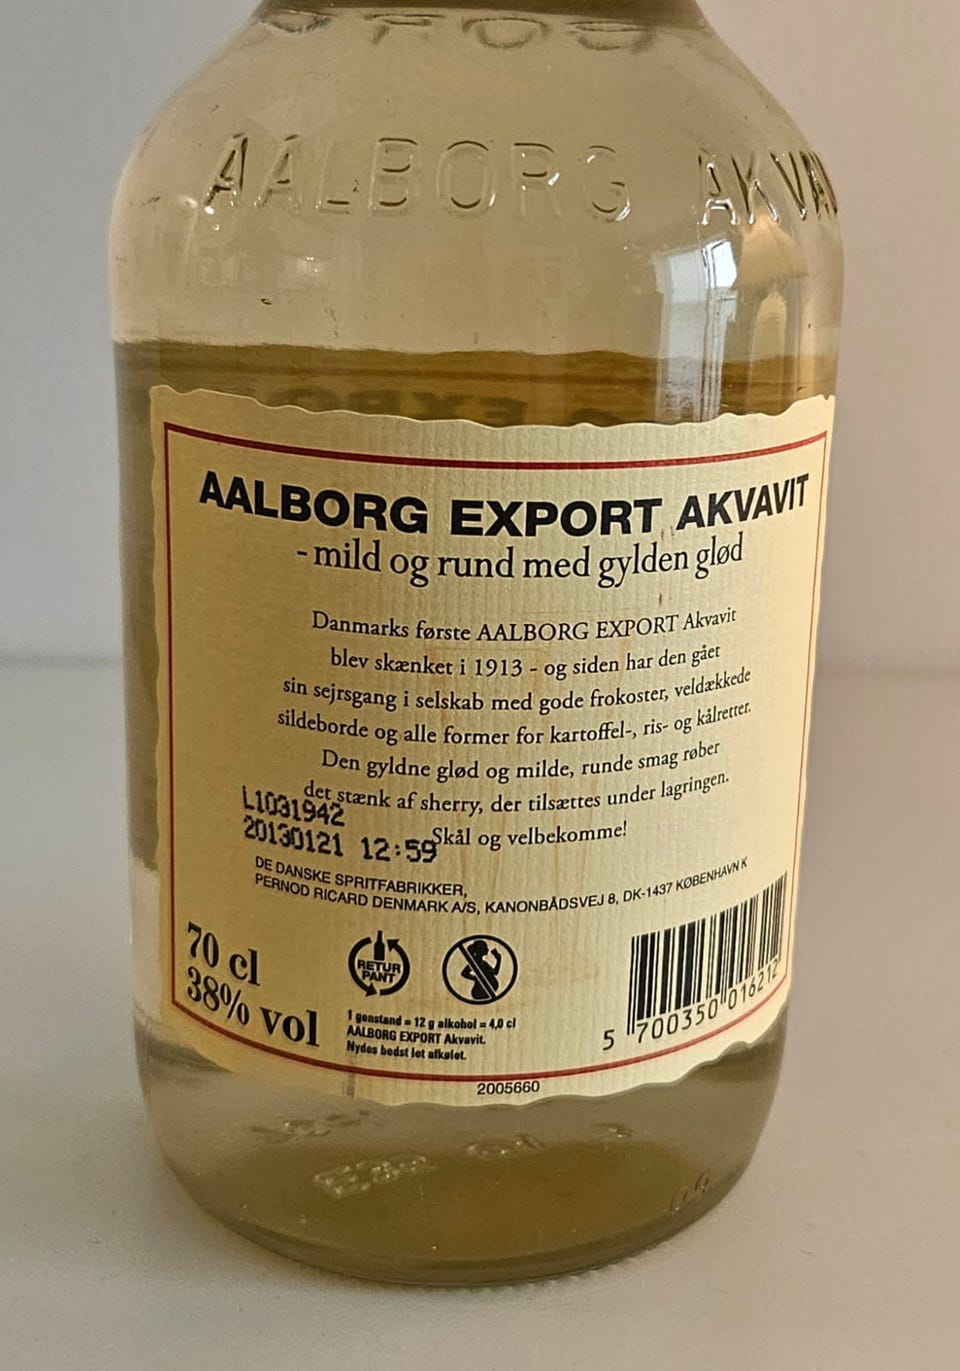 AALBORG AKVAV
AALBORG EXPORT AKVAVIT
- mild og rund med gylden glød
Danmarks første AALBORG EXPORT Akvavit
blev skænket i 1913 - og siden har den gået
sin sejrsgang i selskab med gode frokoster, veldækkede
sildeborde og alle former for kartoffel-, ris- og kålretter.
Den gyldne glød og milde, runde smag røber
det stænk af sherry, der tilsættes under lagringen.
Skål og velbekomme!
L1031942
20130121 12:59
DE DANSKE SPRITFABRIKKER,
PERNOD RICARD DENMARK A/S, KANONBÅDSVEJ 8, DK-1437 KØBENHAVN K
70 cl
38% vol
RETUR
PANT
1 genstand = 12 g alkohol = 4,0 cl
AALBORG EXPORT Akvavit.
Nydes bedst let afkølet.
5 700350 016212
2005660